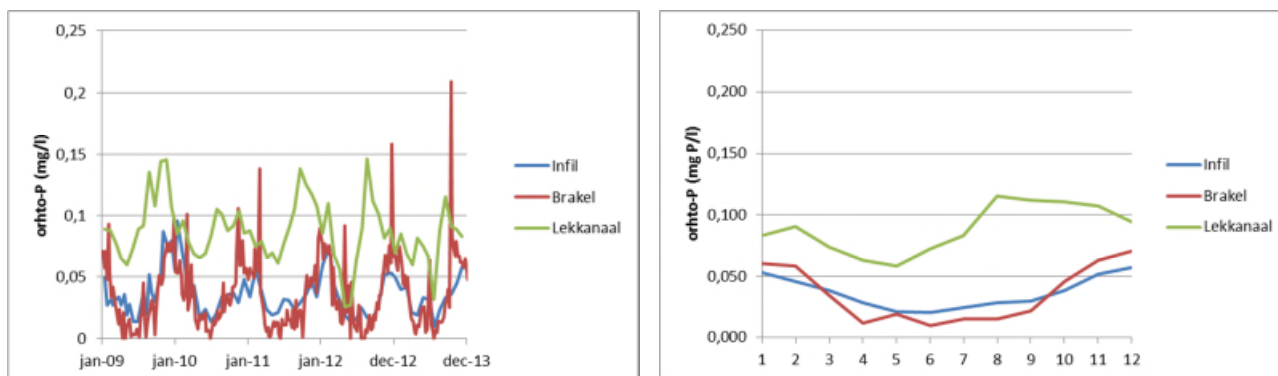 0,25
0,2
0,15
0,1
0,05
0
orhto-P (mg/l)
jan-09 jan-10 jan-11 jan-12 dec-12 dec-13
Infil
Brakel
Lekkanaal
0,250
0,200
0,150
0,100
0,050
0,000
orhto-P (mg P/l)
1 2 3 4 5 6 7 8 9 10 11 12
Infil
Brakel
Lekkanaal